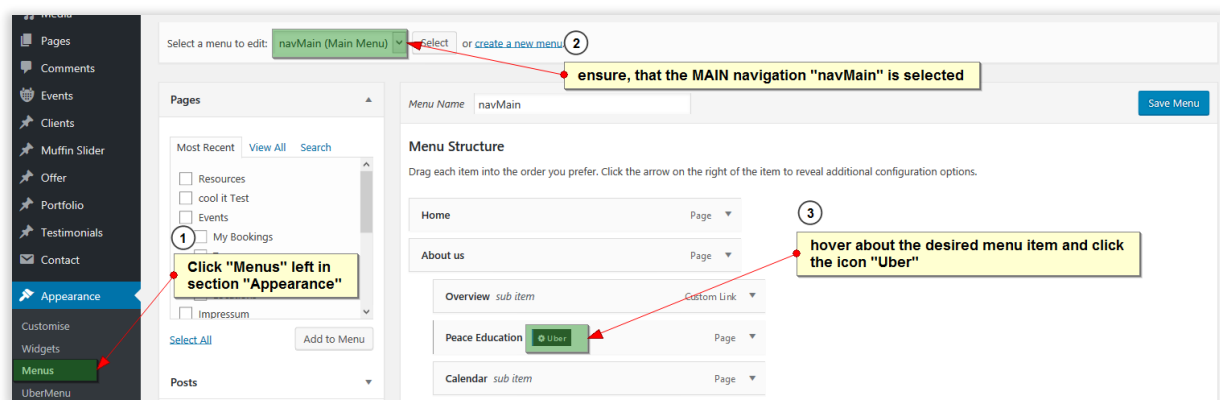 Media
Pages
Comments
Events
Clients
Muffin Slider
Offer
Portfolio
Testimonials
Contact
Appearance
Customise
Widgets
Menus
UberMenu
Select a menu to edit: navMain (Main Menu) Select or create a new menu.
2
ensure, that the MAIN navigation "navMain" is selected
Pages
Most Recent View All Search
Resources
cool it Test
Events
My Bookings
1
Click "Menus" left in
section "Appearance"
Impressum
Select All Add to Menu
Posts
Menu Name navMain Save Menu
Menu Structure
Drag each item into the order you prefer. Click the arrow on the right of the item to reveal additional configuration options.
Home Page
About us Page
3
hover about the desired menu item and click
the icon "Uber"
Overview sub item Custom Link
Peace Education Uber Page
Calendar sub item Page